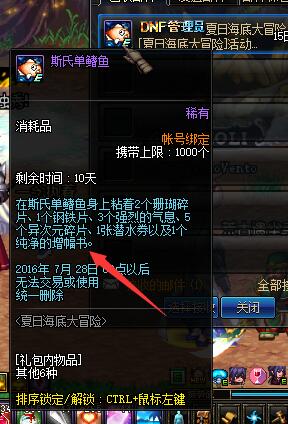 DNF管理员
[夏日海底大冒险]
[夏日海底大冒险]活动
15日
斯氏单鳍鱼
稀有
消耗品
帐号绑定
携带上限：1000个
剩余时间：10天
在斯氏单鳍鱼身上粘着2个珊瑚碎
片、1个钢铁片、3个强烈的气息、5
个异次元碎片、1张潜水券以及1个
纯净的增幅书。
2016年 7月 28日
点以后
无法交易或使用
统一删除
全部接
选择接收
关闭
<夏日海底大冒险>
[礼包内物品]
其他6种
排序锁定/解锁：CTRL+鼠标左键